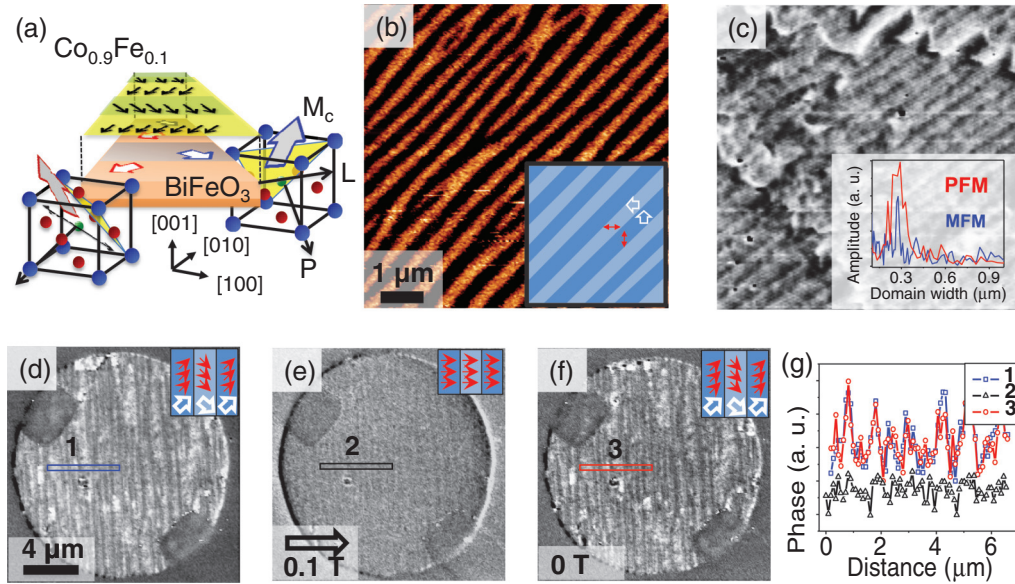 (a)
Co0.9Fe0.1
Mc
L
BiFeO3
[001]
[010]
[100]
P
(b)
1 µm
(c)
Amplitude (a. u.)
PFM
MFM
0.3 0.6 0.9
Domain width (µm)
(d)
1
4 µm
(e)
2
0.1 T
(f)
3
0 T
(g)
1
2
3
Phase (a. u.)
0 2 4 6
Distance (µm)